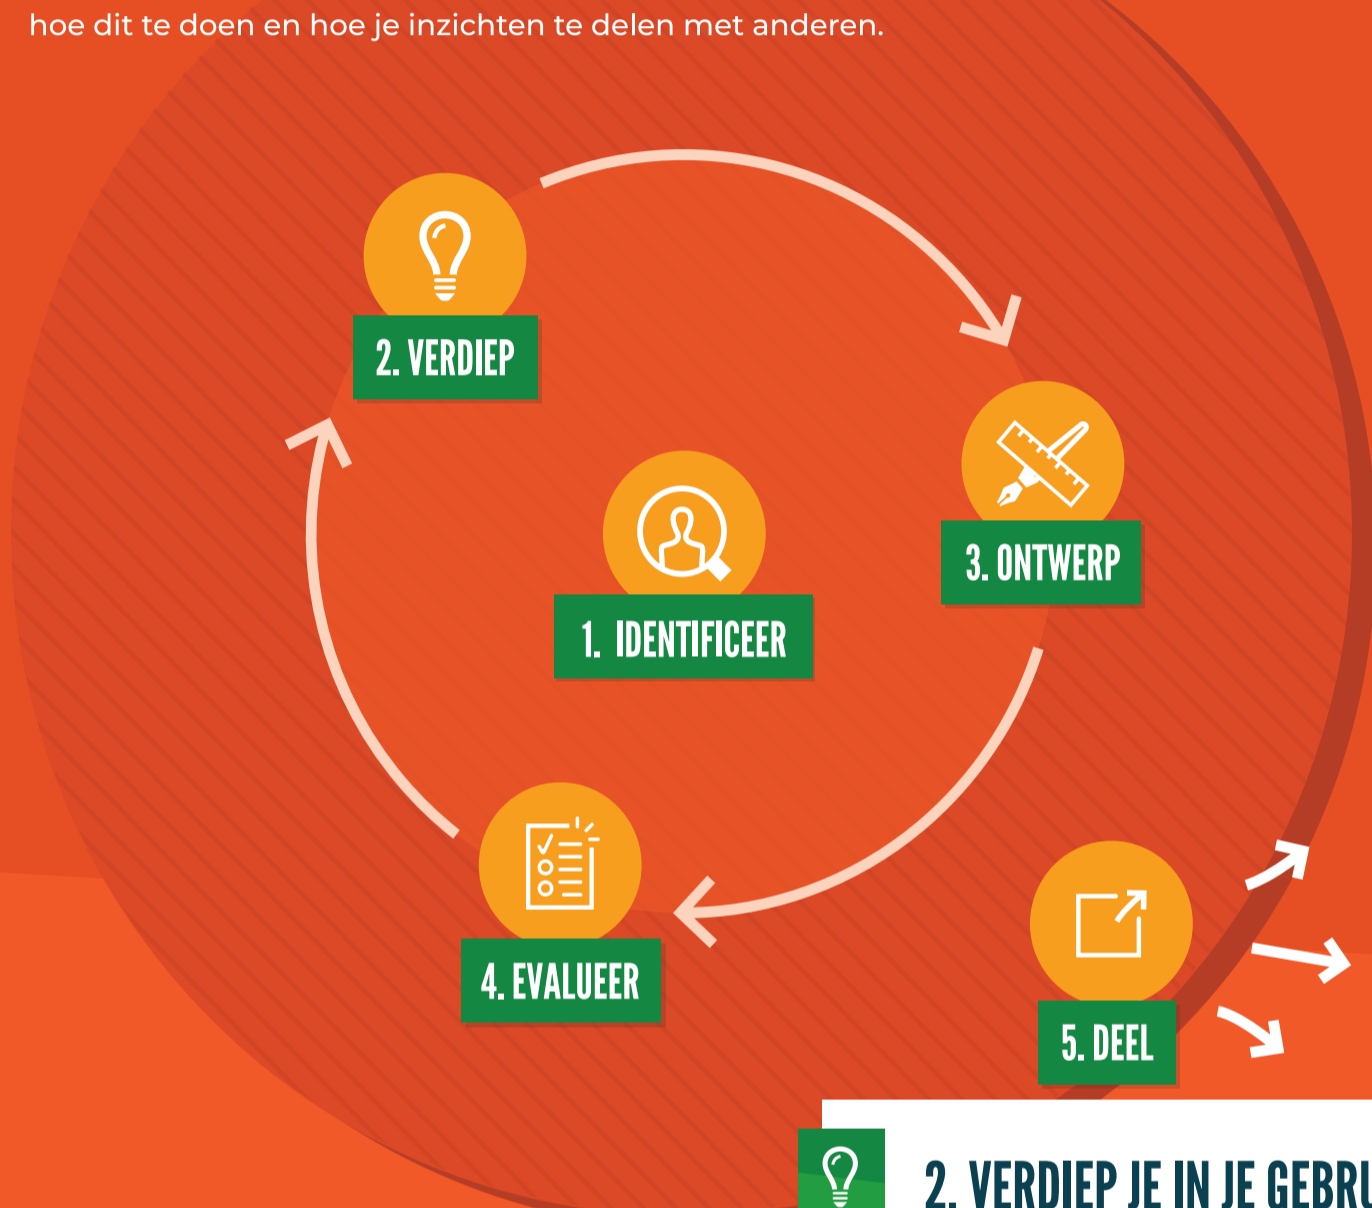 hoe dit te doen en hoe je inzichten te delen met anderen.
2. VERDIEP
3. ONTWERP
1. IDENTIFICEER
4. EVALUEER
5. DEEL
2. VERDIEP JE IN JE GEBRU